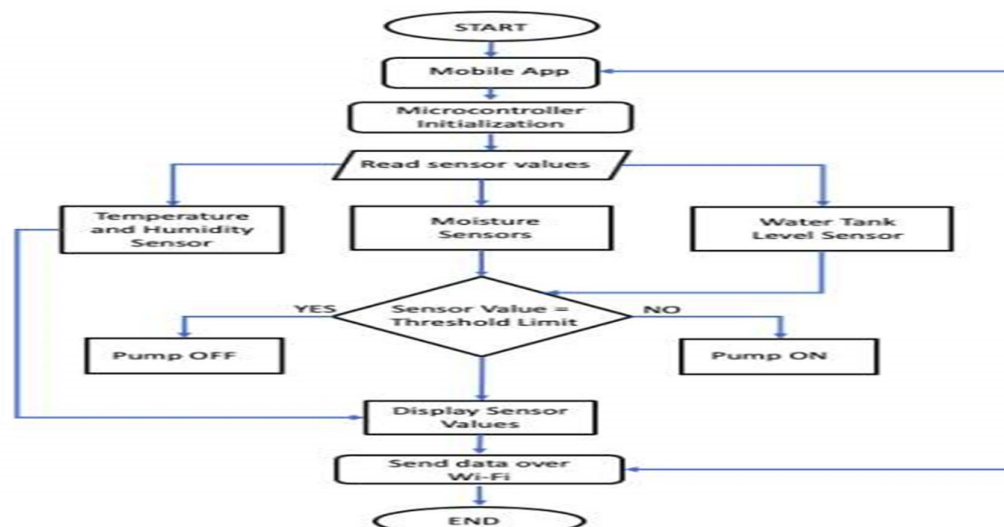 START
Mobile App
Microcontroller
Initialization
Read sensor values
Temperature
and Humidity
Sensor
Moisture
Sensors
Water Tank
Level Sensor
Sensor Value =
Threshold Limit
YES
NO
Pump OFF
Pump ON
Display Sensor
Values
Send data over
Wi-Fi
END